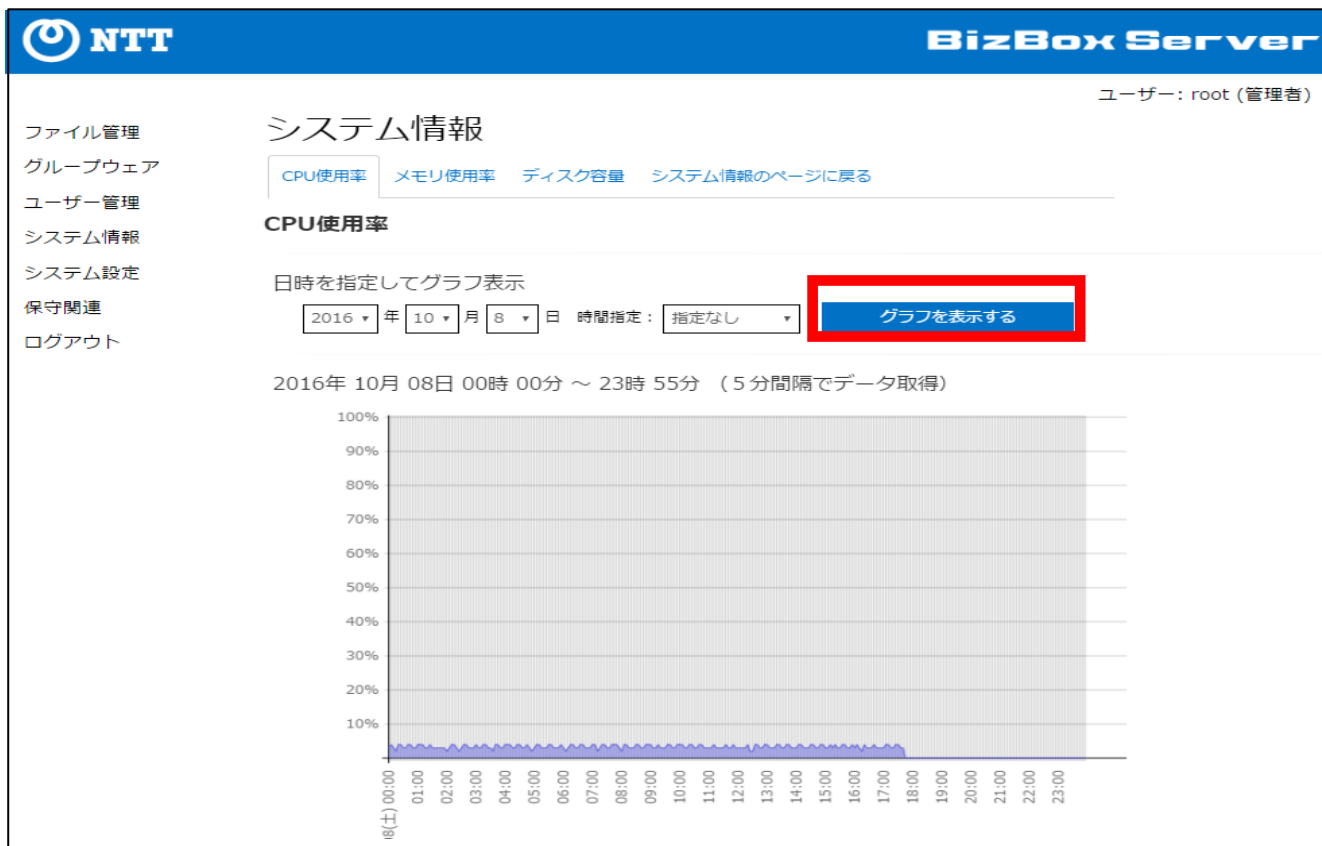 NTT
BizBox Server
ユーザー: root (管理者)
ファイル管理
グループウェア
ユーザー管理
システム情報
システム設定
保守関連
ログアウト
システム情報
CPU使用率 メモリ使用率 ディスク容量 システム情報のページに戻る
CPU使用率
日時を指定してグラフ表示
2016 年 10 月 8 日 時間指定： 指定なし グラフを表示する
2016年 10月 08日 00時 00分 ～ 23時 55分 （５分間隔でデータ取得）
100%
90%
80%
70%
60%
50%
40%
30%
20%
10%
8(土) 00:00 01:00 02:00 03:00 04:00 05:00 06:00 07:00 08:00 09:00 10:00 11:00 12:00 13:00 14:00 15:00 16:00 17:00 18:00 19:00 20:00 21:00 22:00 23:00